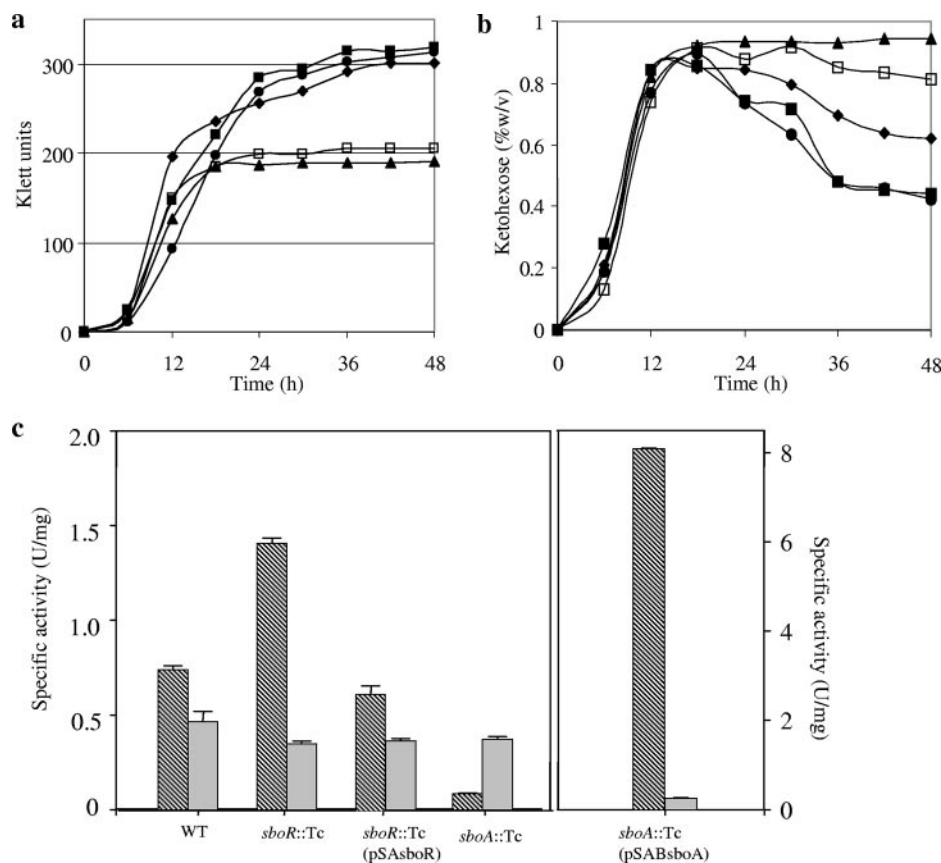 a
Klett units
300
200
100
0
0 12 24 36 48
Time (h)
b
Ketohexose (%w/v)
1
0.8
0.6
0.4
0.2
0
0 12 24 36 48
Time (h)
c
Specific activity (U/mg)
2.0
1.5
1.0
0.5
0
WT
sboR::Tc
sboR::Tc
(pSAsboR)
sboA::Tc
8
6
4
2
0
Specific activity (U/mg)
sboA::Tc
(pSABsboA)